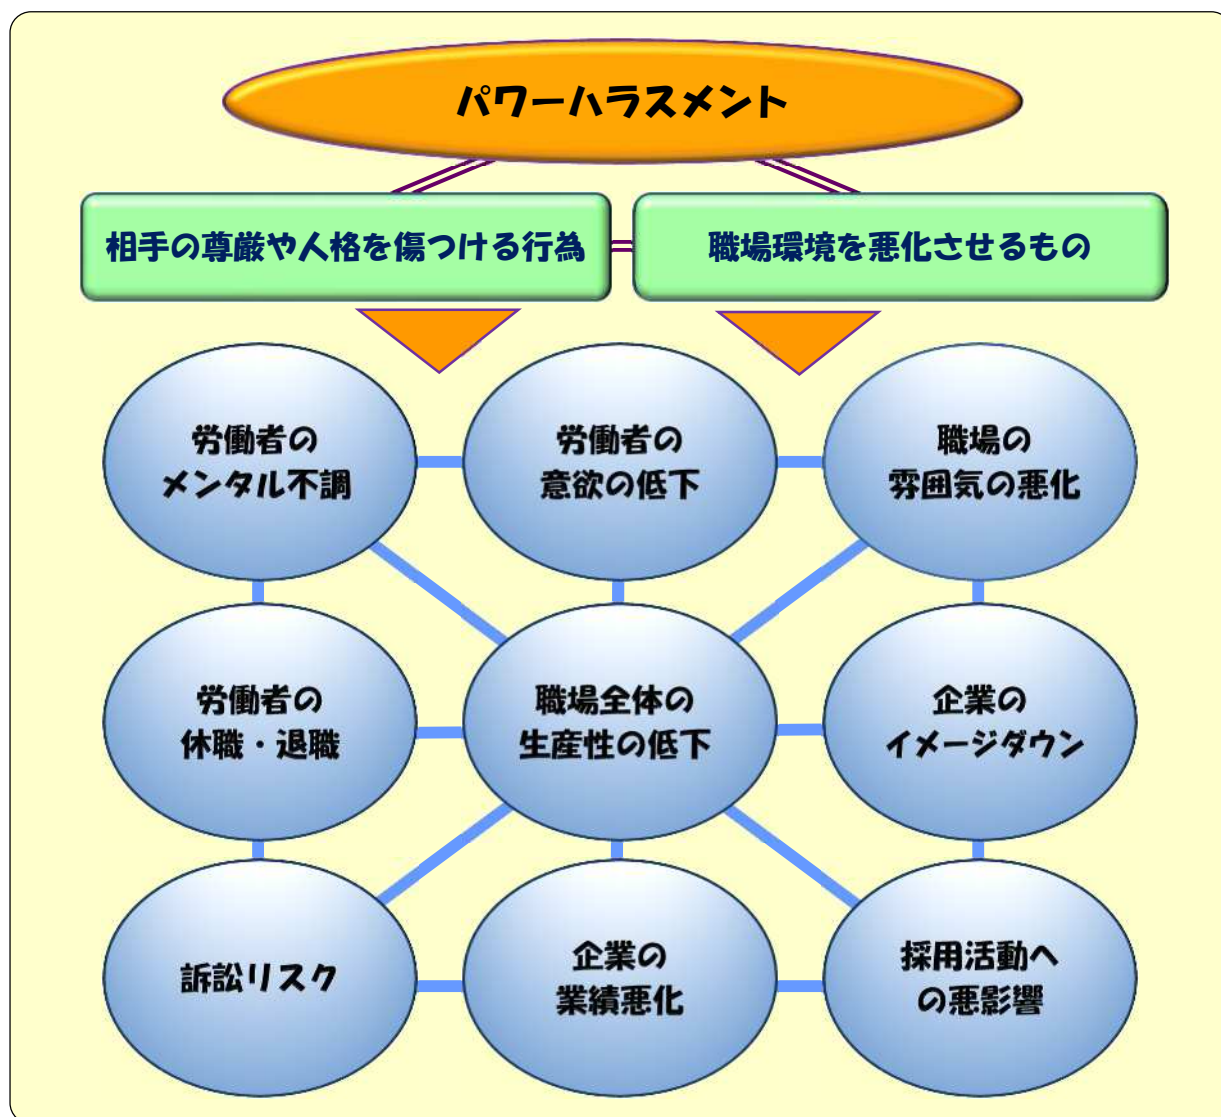 パワーハラスメント
相手の尊厳や人格を傷つける行為
職場環境を悪化させるもの
労働者の
メンタル不調
労働者の
意欲の低下
職場の
雰囲気の悪化
労働者の
休職・退職
職場全体の
生産性の低下
企業の
イメージダウン
訴訟リスク
企業の
業績悪化
採用活動へ
の悪影響